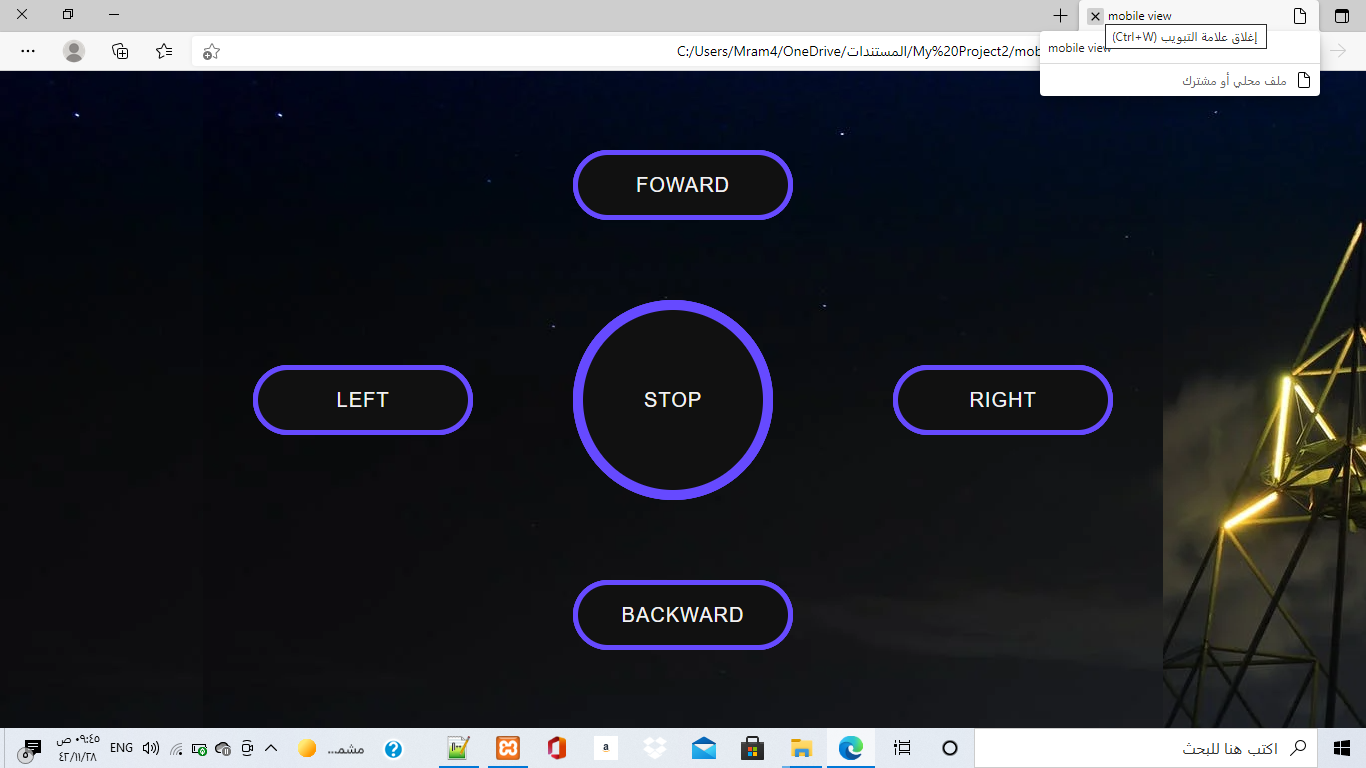 mobile view
إغلاق علامة التبويب (Ctrl+W)
C:/Users/Mram4/OneDrive/المستندات/My%20Project2/mob
mobile view
ملف محلي أو مشترك
FOWARD
LEFT
STOP
RIGHT
BACKWARD
٠٩:٤٥ ص
ENG
مشمـ...
اكتب هنا للبحث
٤٢/١١/٢٨